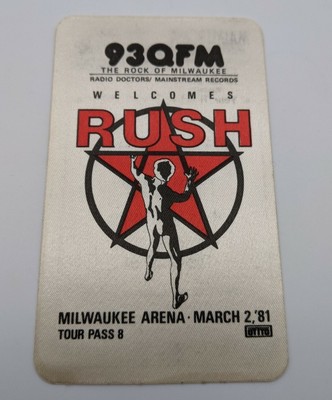 93QFM
THE ROCK OF MILWAUKEE
RADIO DOCTORS/ MAINSTREAM RECORDS
WELCOMES
RUSH
MILWAUKEE ARENA · MARCH 2,'81
TOUR PASS 8
OTTO